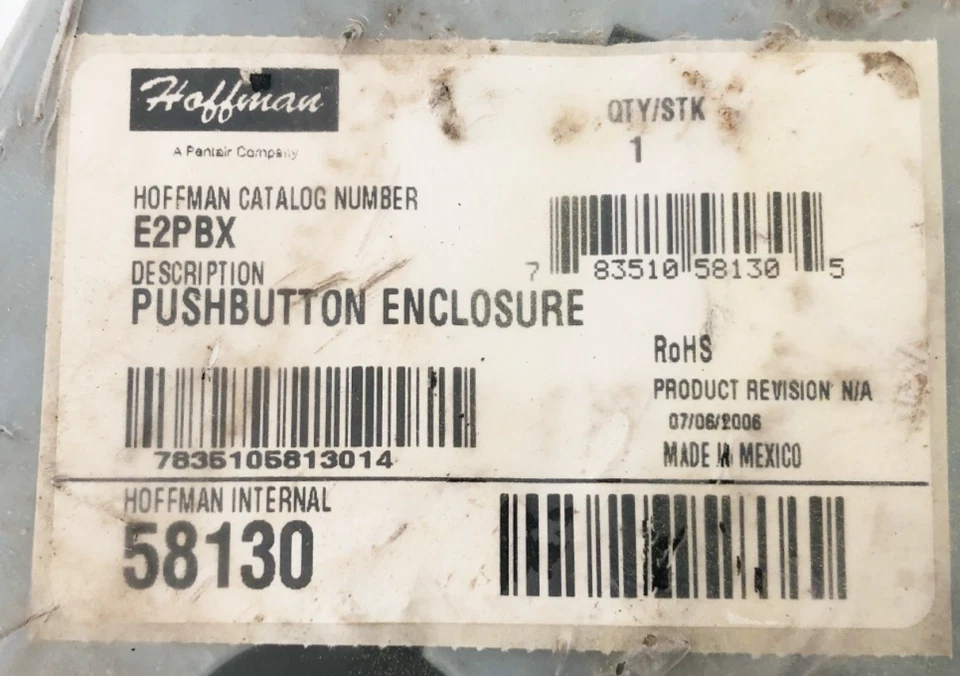 Hoffman
A Pentair Company
QTY/STK
1
HOFFMAN CATALOG NUMBER
E2PBX
DESCRIPTION
PUSHBUTTON ENCLOSURE
7 83510 58130 5
RoHS
PRODUCT REVISION N/A
07/06/2006
MADE IN MEXICO
7835105813014
HOFFMAN INTERNAL
58130